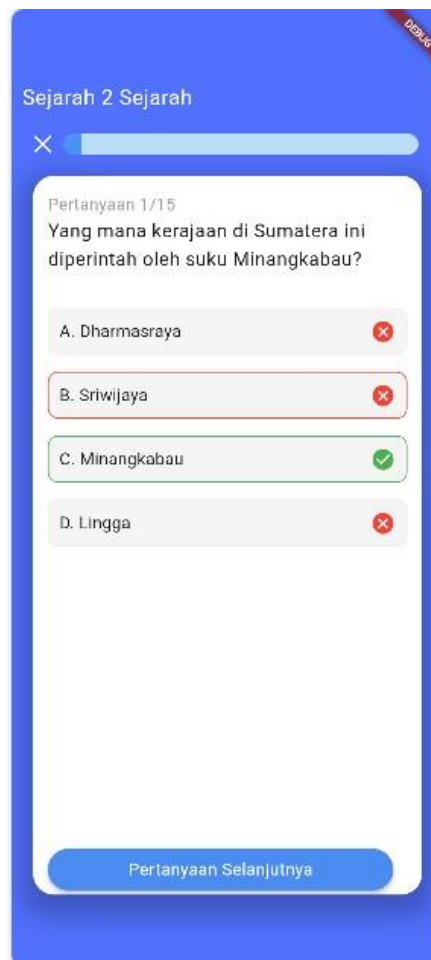 DEBUG
Sejarah 2 Sejarah
Pertanyaan 1/15
Yang mana kerajaan di Sumatera ini
diperintah oleh suku Minangkabau?
A. Dharmasraya
B. Sriwijaya
C. Minangkabau
D. Lingga
Pertanyaan Selanjutnya